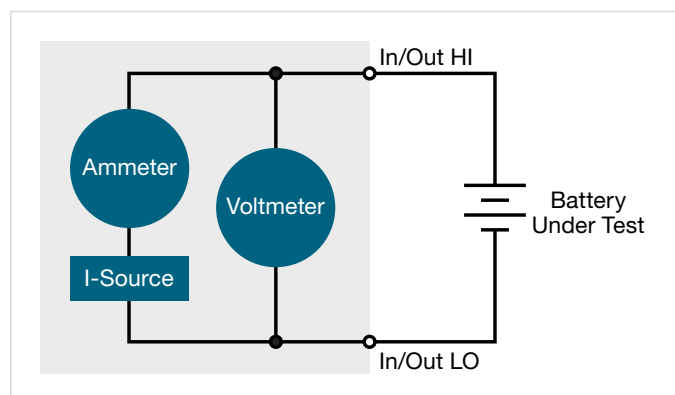 In/Out HI
Ammeter
Voltmeter
Battery
Under Test
I-Source
In/Out LO